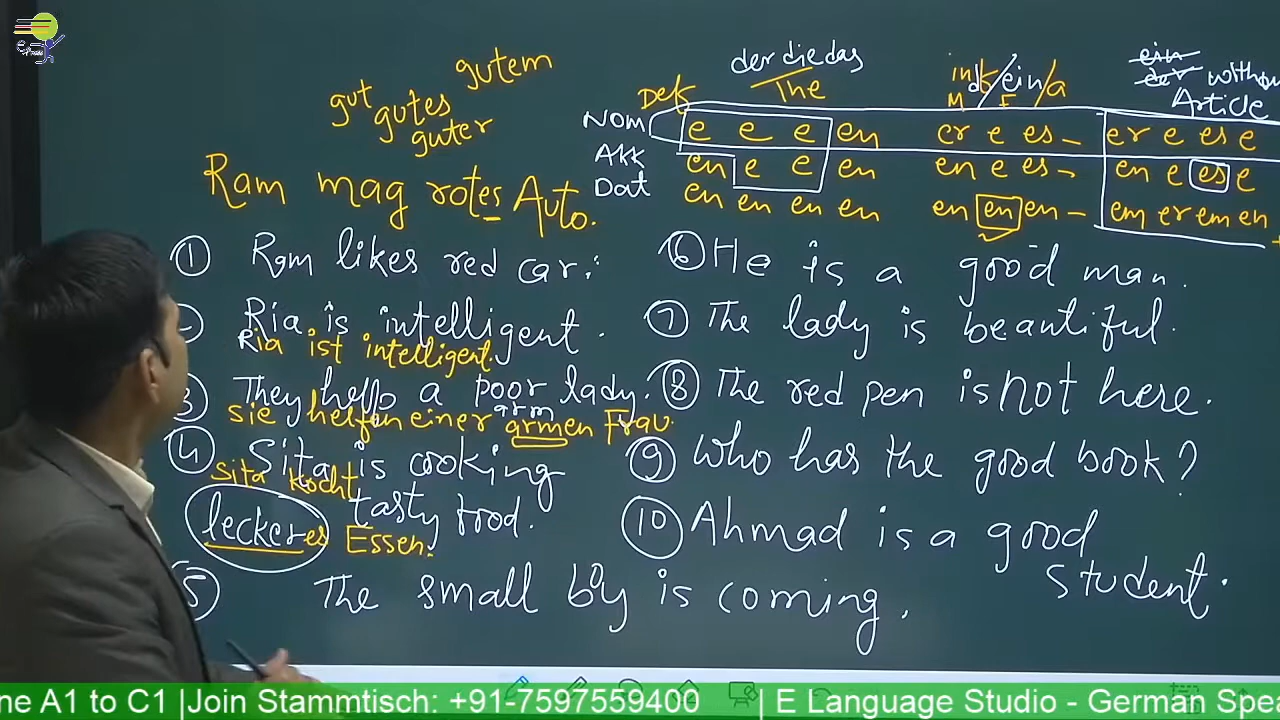 gutem
gut
gutes
guter
der die das
Def The
ein/a
M F
ein
der without
Article
Nom e e e en er e es - er e es e
Akk en e e en en e es - en e es e
Dat en en en en en en en - em er em en
Ram mag rotes Auto.
① Ram likes red car.
⑥ He is a good man.
Ria is intelligent.
Ria ist intelligent.
⑦ The lady is beautiful.
3 They help a poor lady.
arm
sie helfen einer armen Frau.
⑧ The red pen is not here.
④ Sita is cooking
Sita kocht tasty food.
leckeres Essen.
⑨ Who has the good book?
⑩ Ahmad is a good
student.
5 The small boy is coming.
ne A1 to C1 |Join Stammtisch: +91-7597559400 | E Language Studio - German Spea